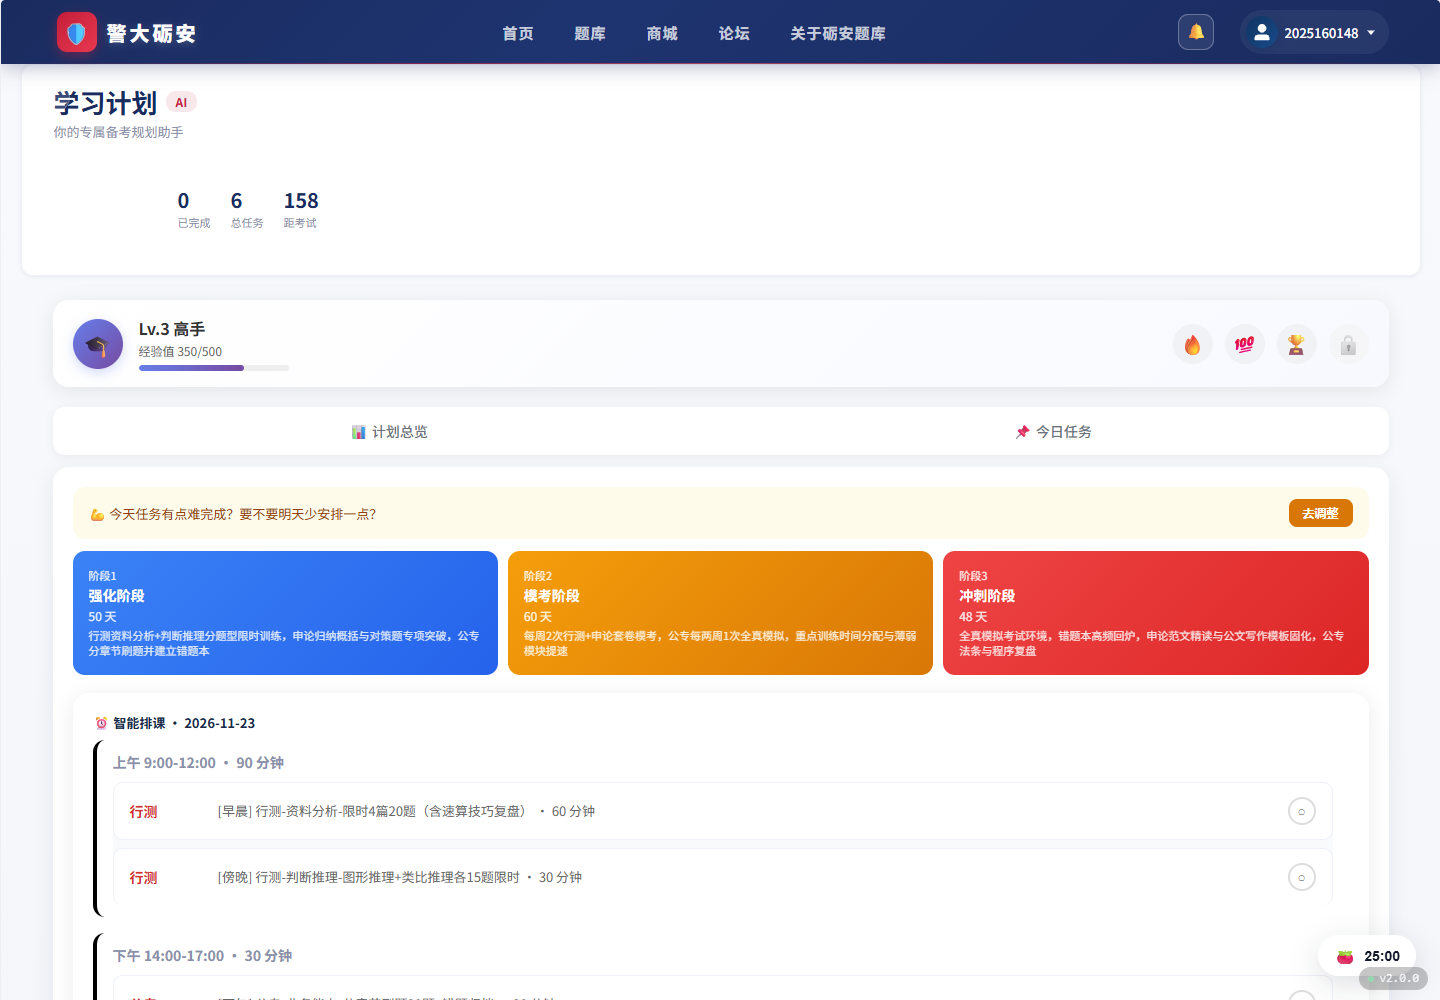 警大砺安
首页
题库
商城
论坛
关于砺安题库
2025160148
学习计划 AI
你的专属备考规划助手
0
6
158
已完成
总任务
距考试
Lv.3 高手
经验值 350/500
100
计划总览
今日任务
今天任务有点难完成？要不要明天少安排一点？
去调整
阶段1
强化阶段
50 天
行测资料分析+判断推理分题型限时训练，申论归纳概括与对策题专项突破，公专
分章节刷题并建立错题本
阶段2
模考阶段
60 天
每周2次行测+申论套卷模考，公专每两周1次全真模拟，重点训练时间分配与薄弱
模块提速
阶段3
冲刺阶段
48 天
全真模拟考试环境，错题本高频回炉，申论范文精读与公文写作模板固化，公专
法条与程序复盘
智能排课 • 2026-11-23
上午 9:00-12:00 • 90 分钟
行测
[早晨] 行测-资料分析-限时4篇20题（含速算技巧复盘） • 60 分钟
行测
[傍晚] 行测-判断推理-图形推理+类比推理各15题限时 • 30 分钟
下午 14:00-17:00 • 30 分钟
25:00
v2.0.0